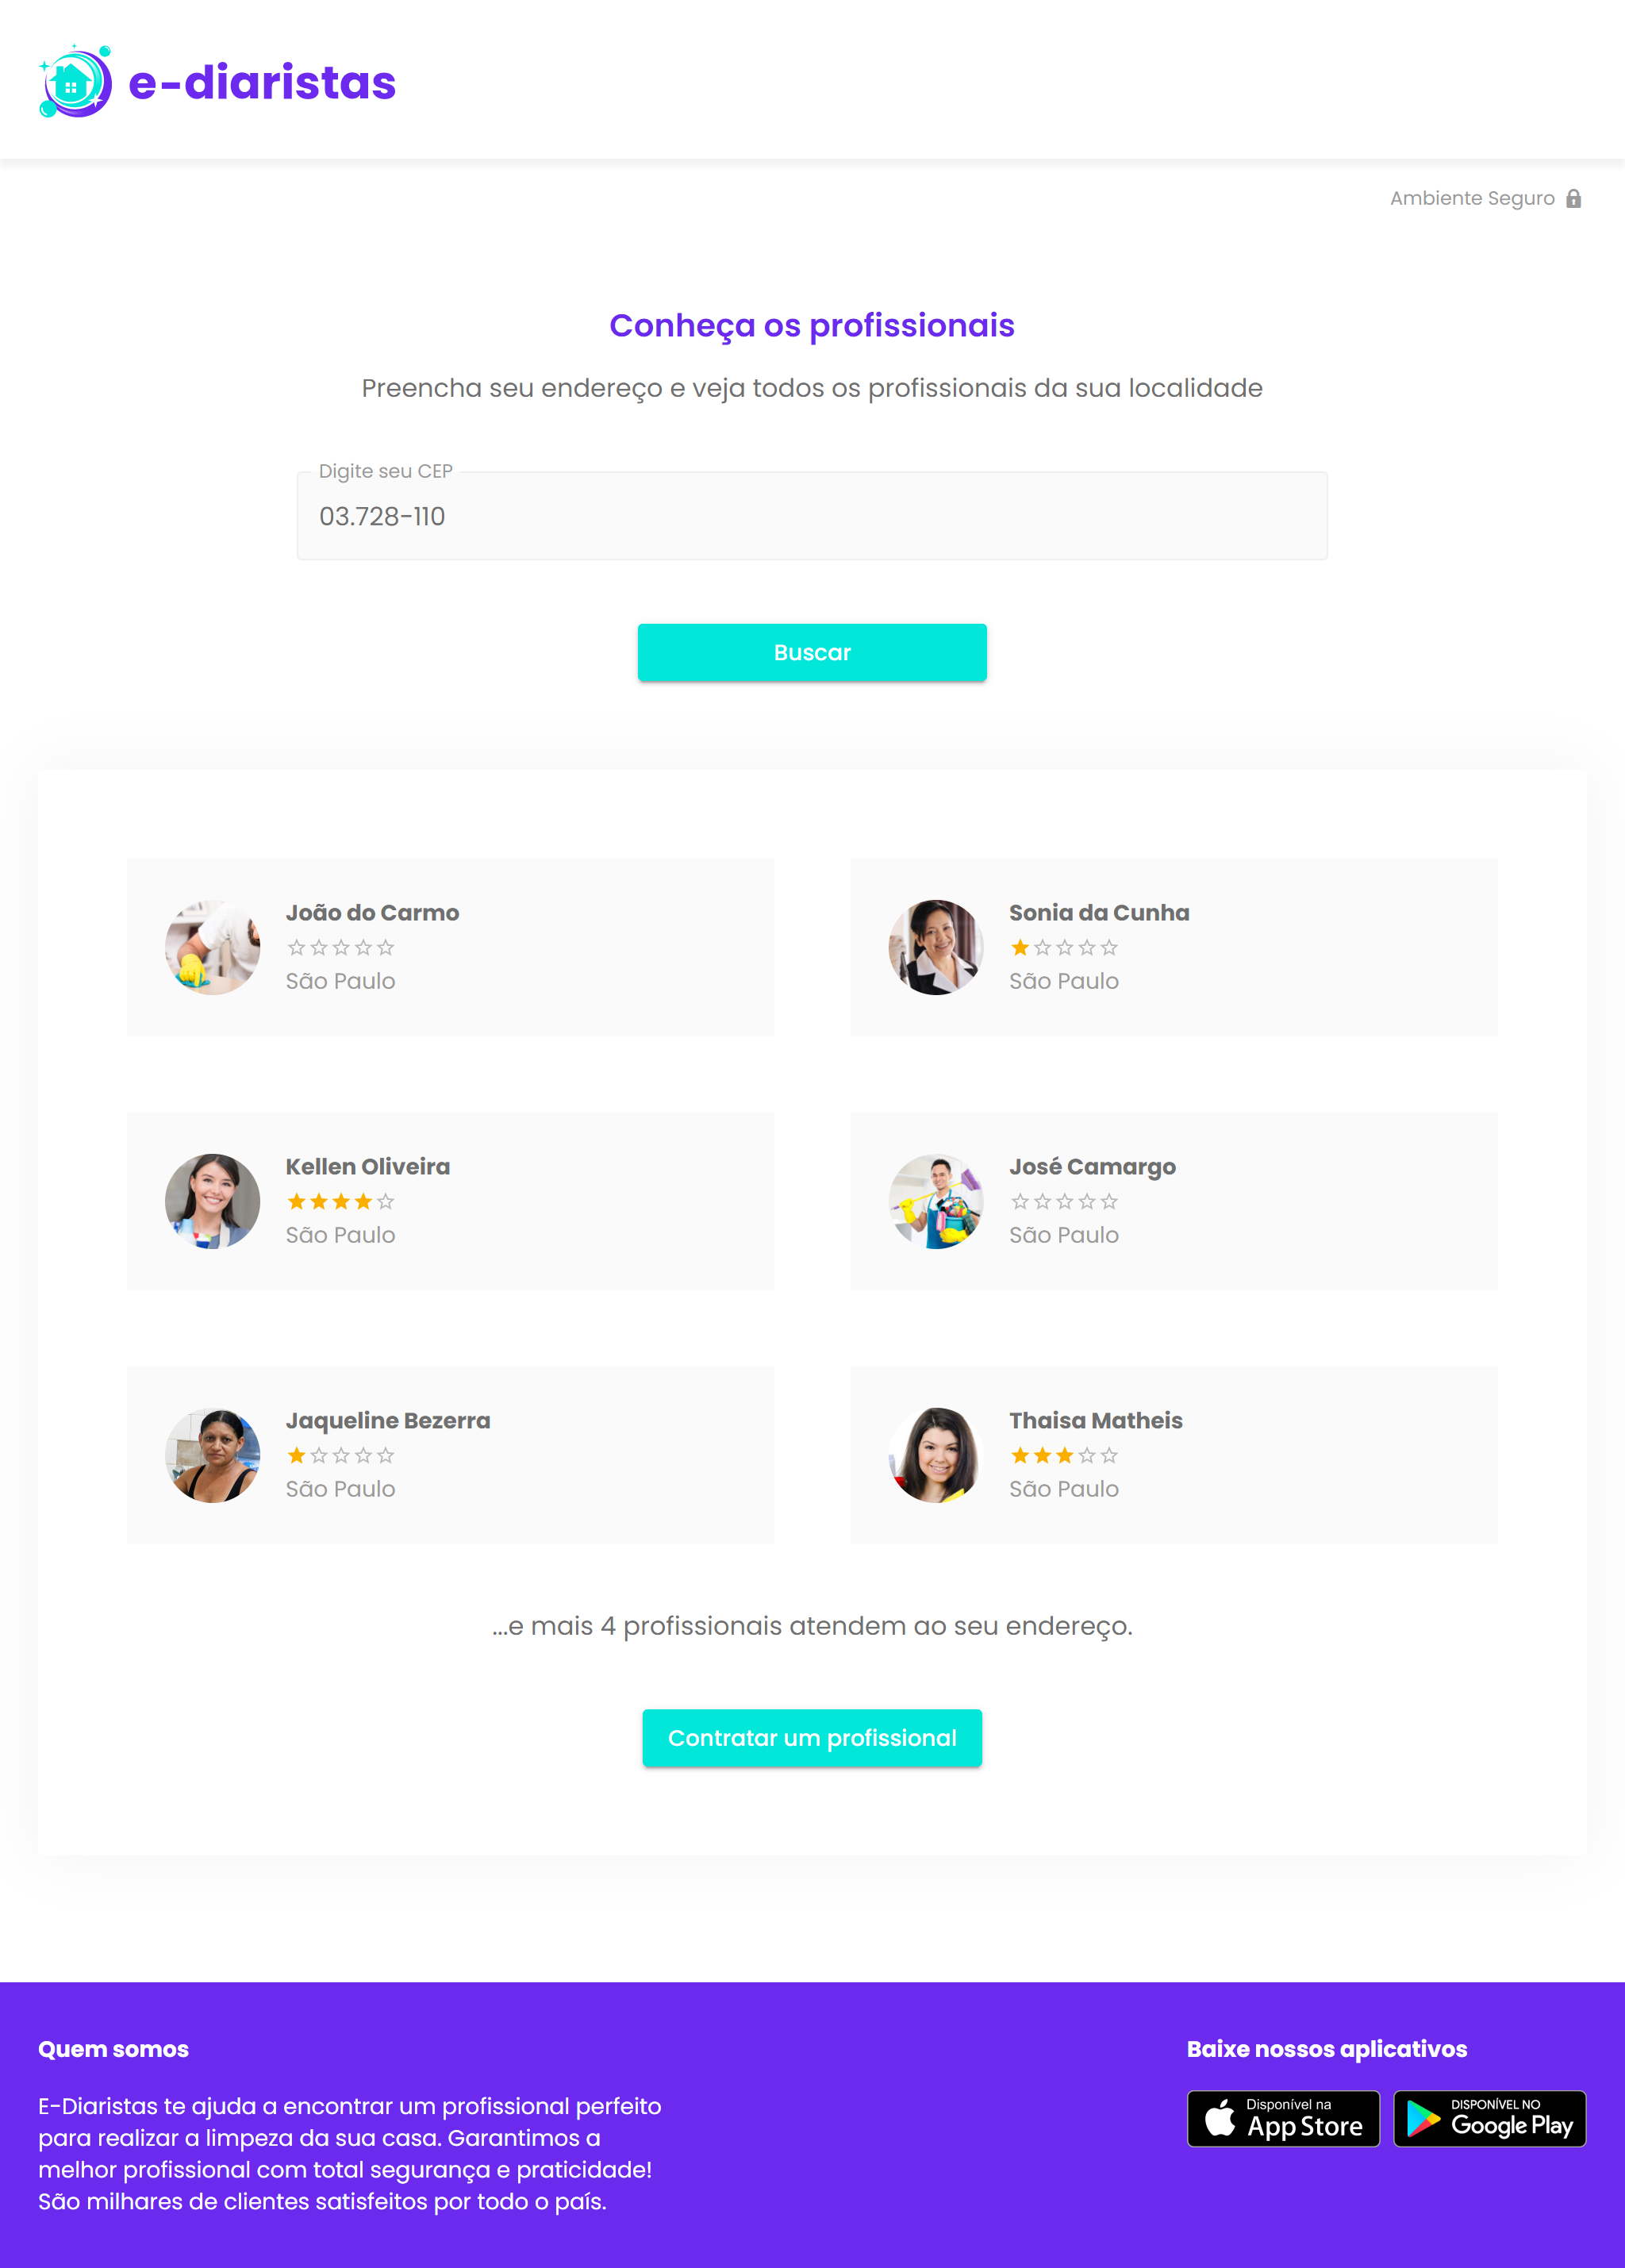 e-diaristas
Ambiente Seguro
Conheça os profissionais
Preencha seu endereço e veja todos os profissionais da sua localidade
Digite seu CEP
03.728-110
Buscar
João do Carmo
São Paulo
Sonia da Cunha
São Paulo
Kellen Oliveira
São Paulo
José Camargo
São Paulo
Jaqueline Bezerra
São Paulo
Thaisa Matheis
São Paulo
...e mais 4 profissionais atendem ao seu endereço.
Contratar um profissional
Quem somos
E-Diaristas te ajuda a encontrar um profissional perfeito
para realizar a limpeza da sua casa. Garantimos a
melhor profissional com total segurança e praticidade!
São milhares de clientes satisfeitos por todo o país.
Baixe nossos aplicativos
Disponível na
App Store
DISPONÍVEL NO
Google Play